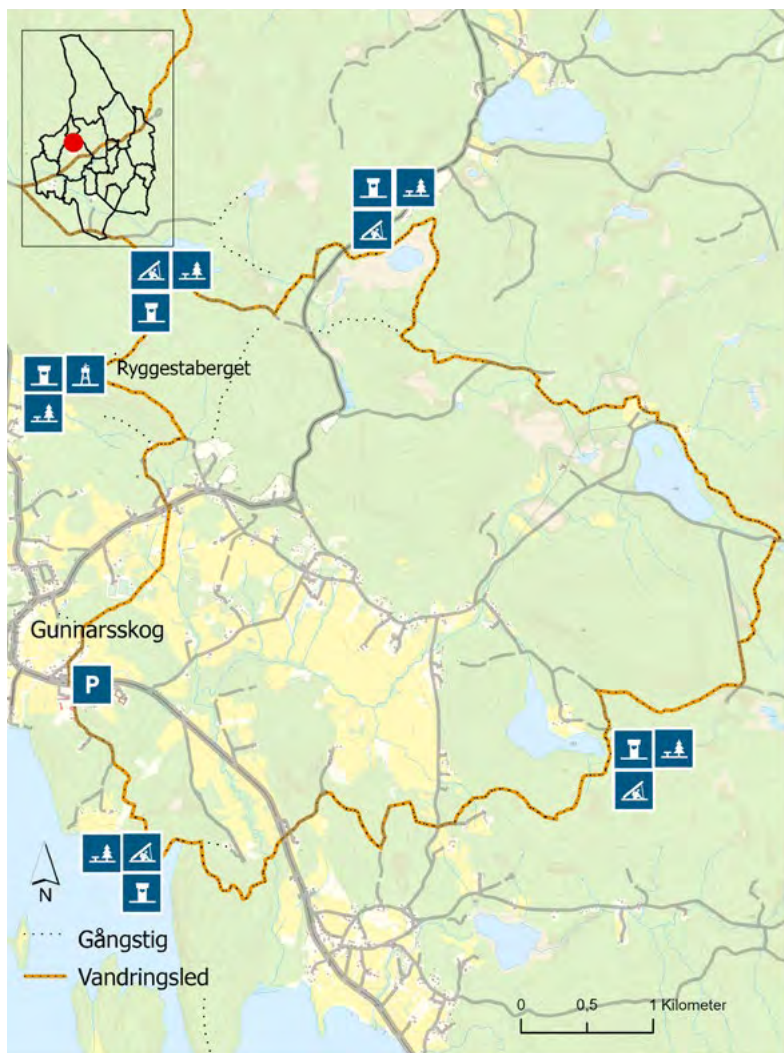 Ryggestaberget
Gunnarsskog
P
N
Gångstig
Vandringsled
0 0,5 1 Kilometer